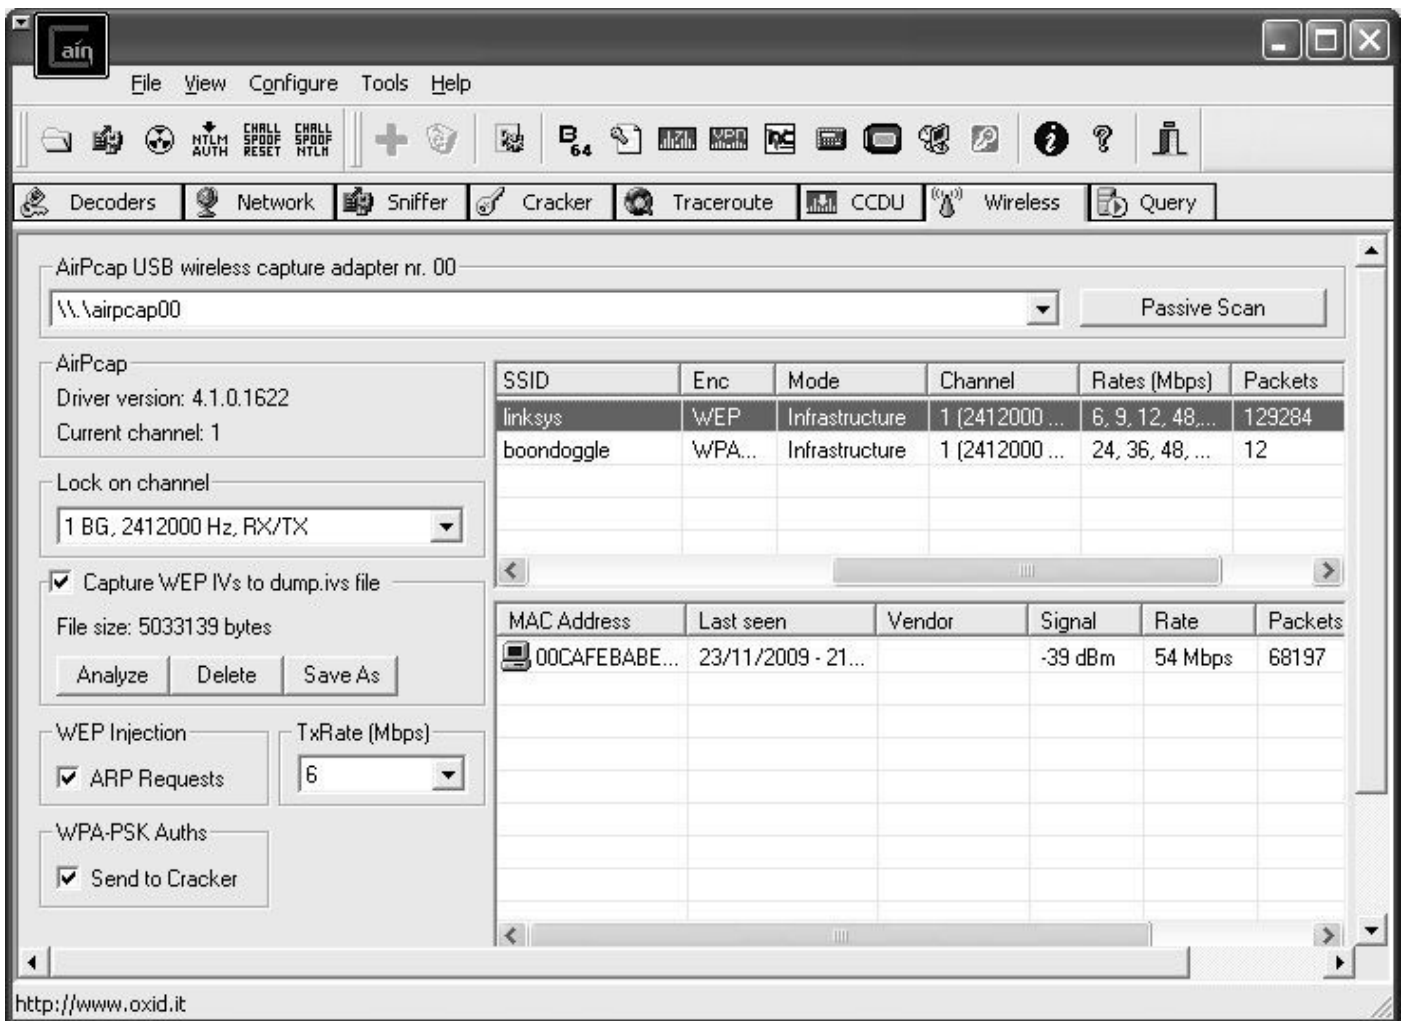 ain
File View Configure Tools Help
NTLM AUTH CHALL SPOOF RESET CHALL SPOOF NTLM B64
Decoders Network Sniffer Cracker Traceroute CCDU Wireless Query
AirPcap USB wireless capture adapter nr. 00
\\.\airpcap00 Passive Scan
AirPcap
Driver version: 4.1.0.1622
Current channel: 1
Lock on channel
1 BG, 2412000 Hz, RX/TX
Capture WEP IVs to dump.ivs file
File size: 5033139 bytes
Analyze Delete Save As
WEP Injection TxRate (Mbps)
ARP Requests 6
WPA-PSK Auths
Send to Cracker
SSID Enc Mode Channel Rates (Mbps) Packets
linksys WEP Infrastructure 1 (2412000 ... 6, 9, 12, 48,... 129284
boondoggle WPA... Infrastructure 1 (2412000 ... 24, 36, 48, ... 12
MAC Address Last seen Vendor Signal Rate Packets
00CAFEBABE... 23/11/2009 - 21... -39 dBm 54 Mbps 68197
http://www.oxid.it